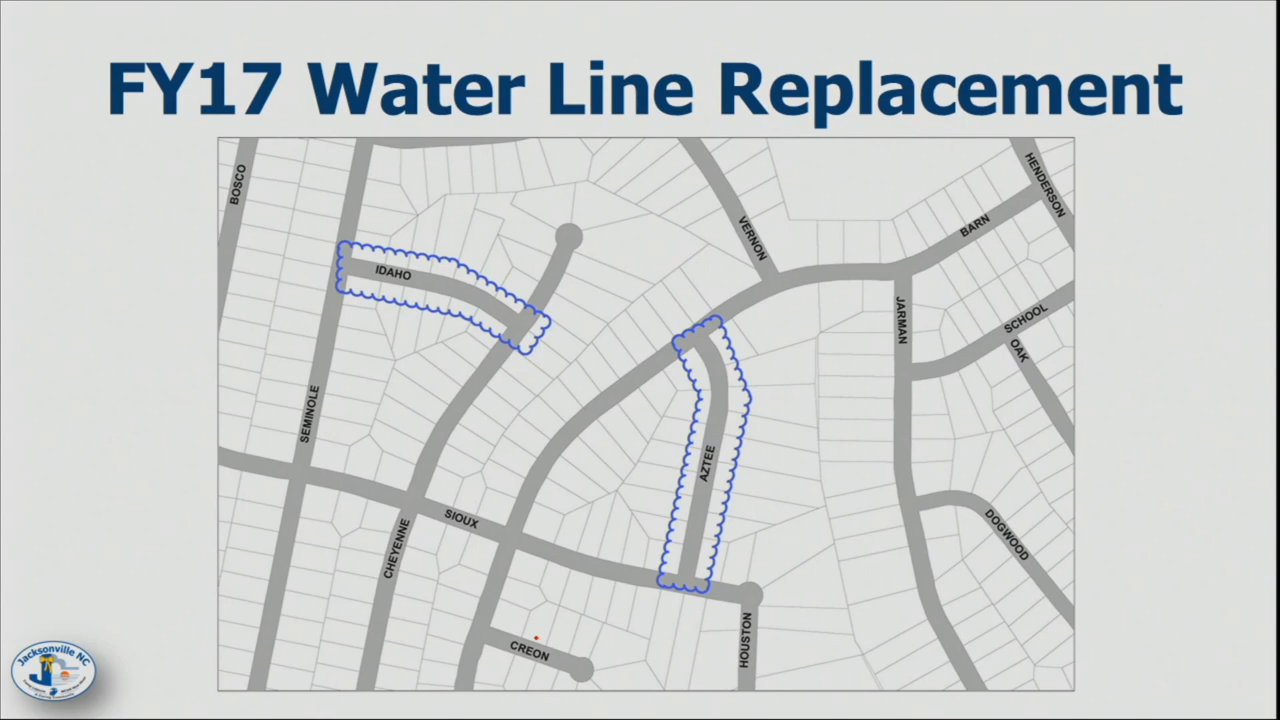 FY17 Water Line Replacement
BOSCO
HENDERSON
VERNON
BARN
IDAHO
JARMAN
SCHOOL
OAK
SEMINOLE
AZTEE
SIOUX
CHEYENNE
DOGWOOD
HOUSTON
CREON
Jacksonville NC